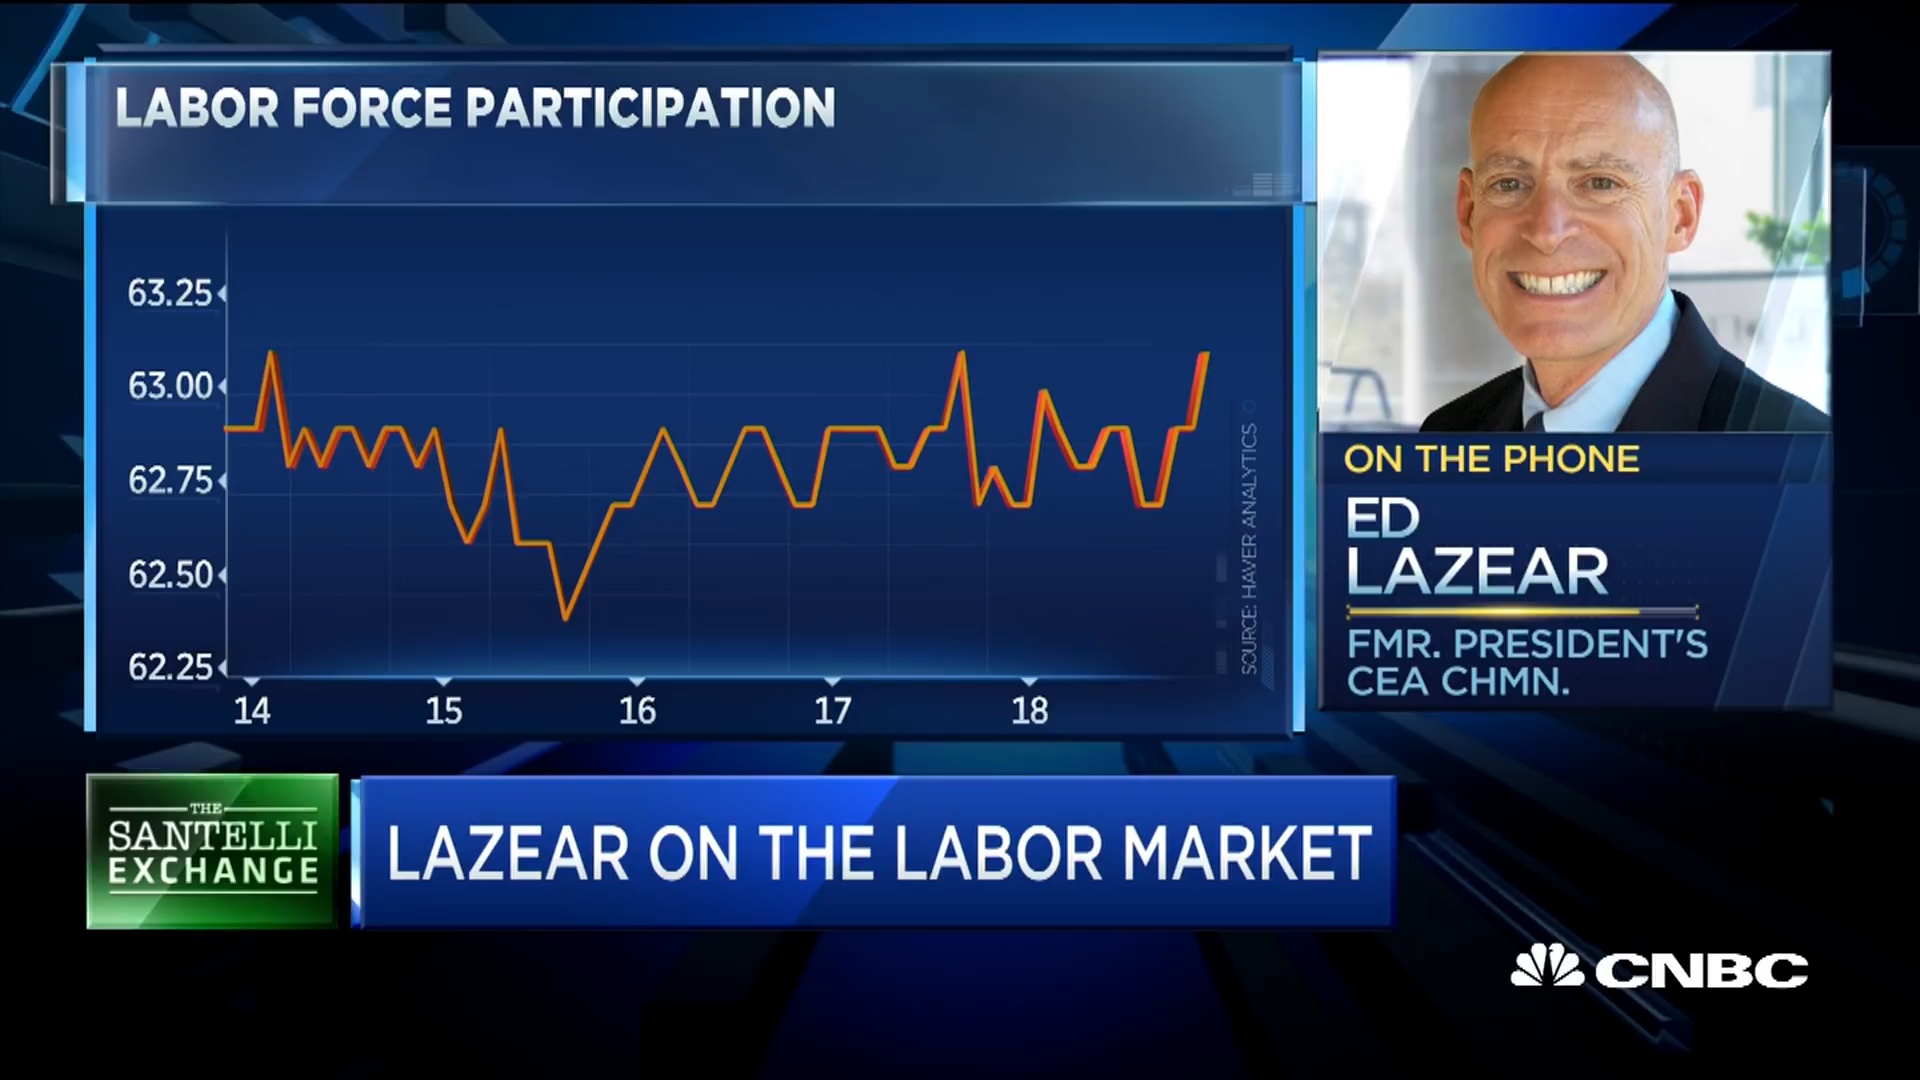 LABOR FORCE PARTICIPATION
63.25
63.00
62.75
62.50
62.25
14 15 16 17 18
SOURCE: HAVER ANALYTICS
ON THE PHONE
ED
LAZEAR
FMR. PRESIDENT'S
CEA CHMN.
THE
SANTELLI
EXCHANGE
LAZEAR ON THE LABOR MARKET
CNBC